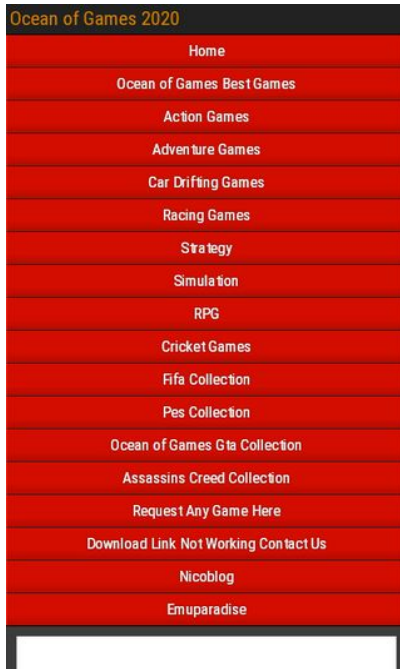 Ocean of Games 2020
Home
Ocean of Games Best Games
Action Games
Adventure Games
Car Drifting Games
Racing Games
Strategy
Simulation
RPG
Cricket Games
Fifa Collection
Pes Collection
Ocean of Games Gta Collection
Assassins Creed Collection
Request Any Game Here
Download Link Not Working Contact Us
Nicoblog
Emuparadise